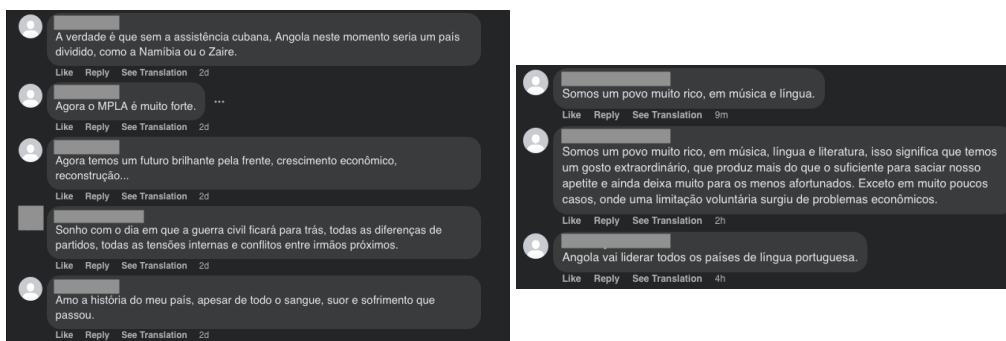 A verdade é que sem a assistência cubana, Angola neste momento seria um país
dividido, como a Namíbia ou o Zaire.
Like Reply See Translation 2d
Agora o MPLA é muito forte.
Like Reply See Translation 2d
Agora temos um futuro brilhante pela frente, crescimento econômico,
reconstrução...
Like Reply See Translation 2d
Sonho com o dia em que a guerra civil ficará para trás, todas as diferenças de
partidos, todas as tensões internas e conflitos entre irmãos próximos.
Like Reply See Translation 2d
Amo a história do meu país, apesar de todo o sangue, suor e sofrimento que
passou.
Like Reply See Translation 2d
Somos um povo muito rico, em música e língua.
Like Reply See Translation 9m
Somos um povo muito rico, em música, língua e literatura, isso significa que temos
um gosto extraordinário, que produz mais do que o suficiente para saciar nosso
apetite e ainda deixa muito para os menos afortunados. Exceto em muito poucos
casos, onde uma limitação voluntária surgiu de problemas econômicos.
Like Reply See Translation 2h
Angola vai liderar todos os países de língua portuguesa.
Like Reply See Translation 4h